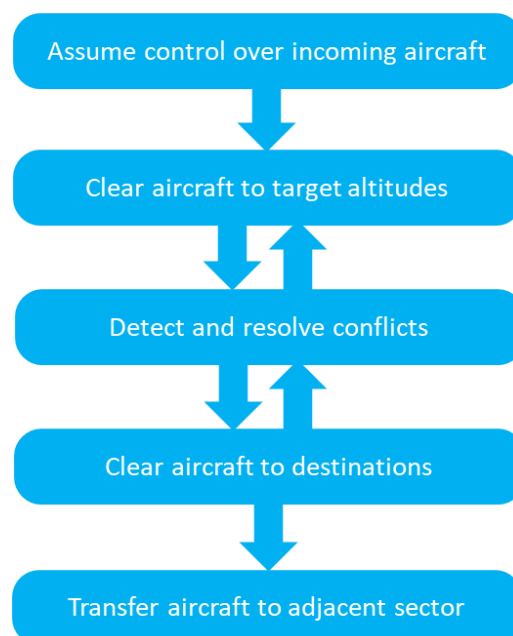 Assume control over incoming aircraft
Clear aircraft to target altitudes
Detect and resolve conflicts
Clear aircraft to destinations
Transfer aircraft to adjacent sector